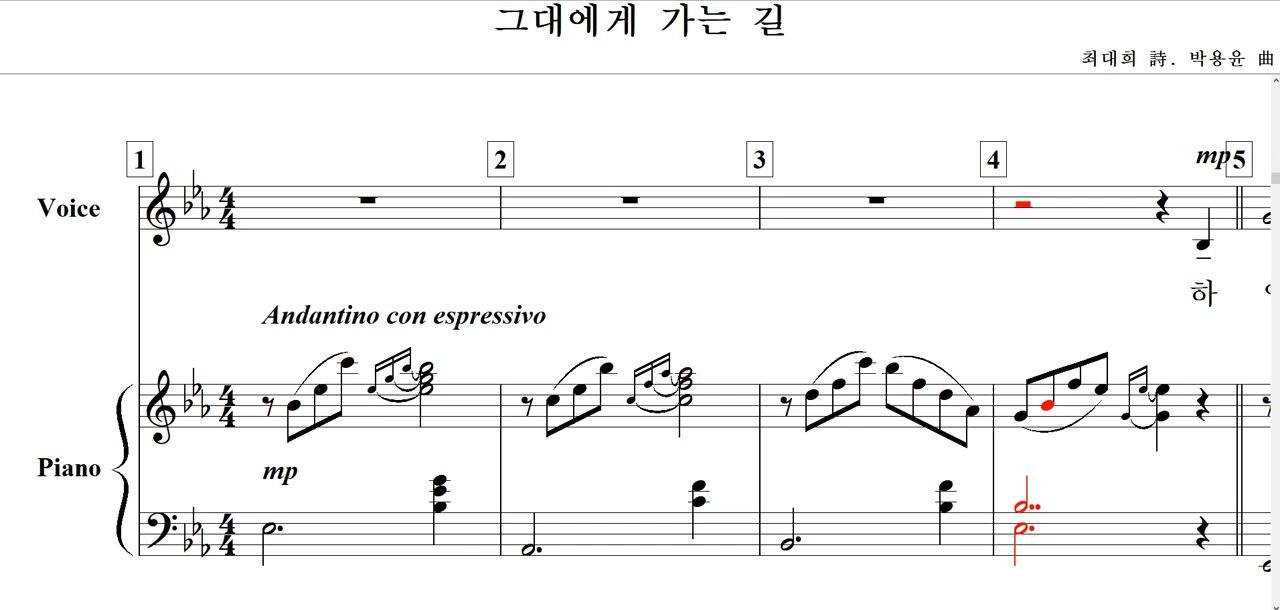 그대에게 가는 길
최대희 詩. 박용윤 曲
1 2 3 4 mp 5
Voice
하
Andantino con espressivo
mp
Piano